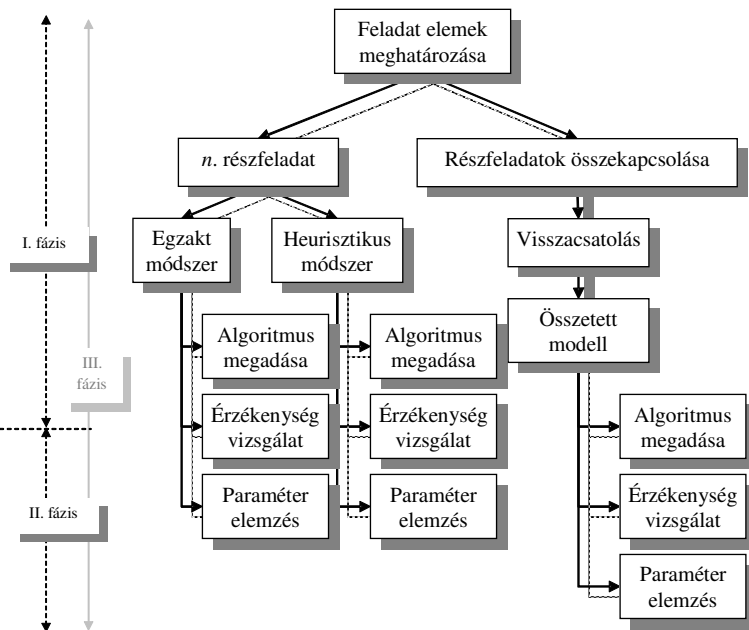 Feladat elemek
meghatározása
n. részfeladat
Részfeladatok összekapcsolása
Egzakt
módszer
Heurisztikus
módszer
Visszacsatolás
I. fázis
Összetett
modell
Algoritmus
megadása
Algoritmus
megadása
III.
fázis
Érzékenység
vizsgálat
Érzékenység
vizsgálat
Algoritmus
megadása
II. fázis
Paraméter
elemzés
Paraméter
elemzés
Érzékenység
vizsgálat
Paraméter
elemzés